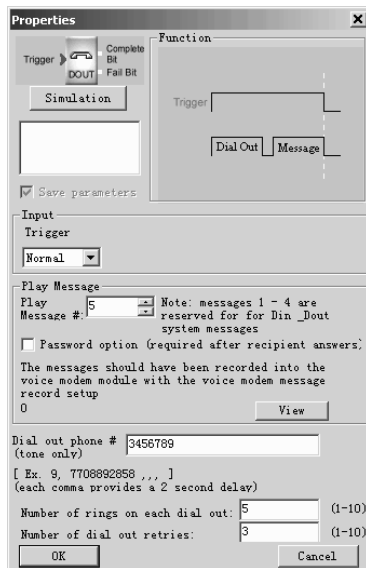 Properties
Function
Trigger
DOUT
Complete
Bit
Fail Bit
Simulation
Trigger
Dial Out
Message
Save parameters
Input
Trigger
Normal
Play Message
Play
Message #:
5
Note: messages 1 - 4 are
reserved for for Din _Dout
system messages
Password option (required after recipient answers)
The messages should have been recorded into the
voice modem module with the voice modem message
record setup
0
View
Dial out phone #
(tone only)
3456789
[ Ex. 9, 7708892858 ,,, ]
(each comma provides a 2 second delay)
Number of rings on each dial out: 5 (1-10)
Number of dial out retries: 3 (1-10)
OK
Cancel